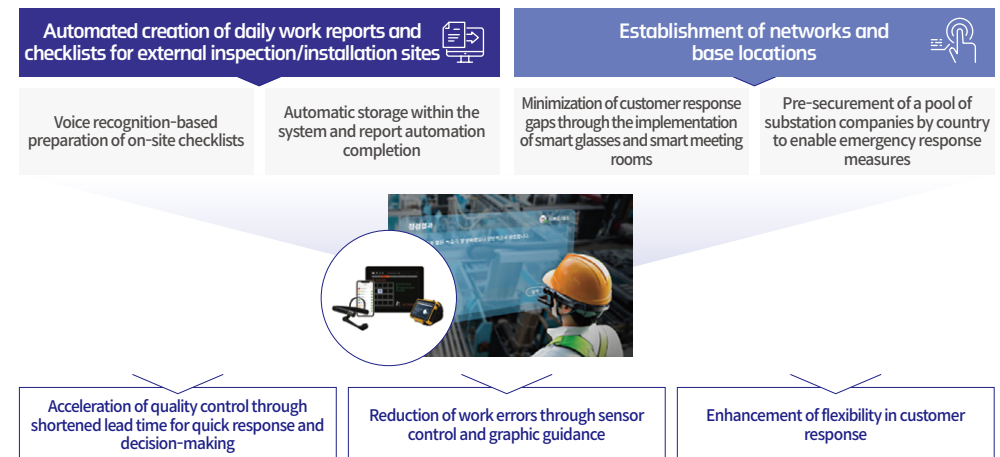 Automated creation of daily work reports and
checklists for external inspection/installation sites
Establishment of networks and
base locations
Voice recognition-based
preparation of on-site checklists
Automatic storage within the
system and report automation
completion
Minimization of customer response
gaps through the implementation
of smart glasses and smart meeting
rooms
Pre-securement of a pool of
substation companies by country
to enable emergency response
measures
점검결과
Acceleration of quality control through
shortened lead time for quick response and
decision-making
Reduction of work errors through sensor
control and graphic guidance
Enhancement of flexibility in customer
response